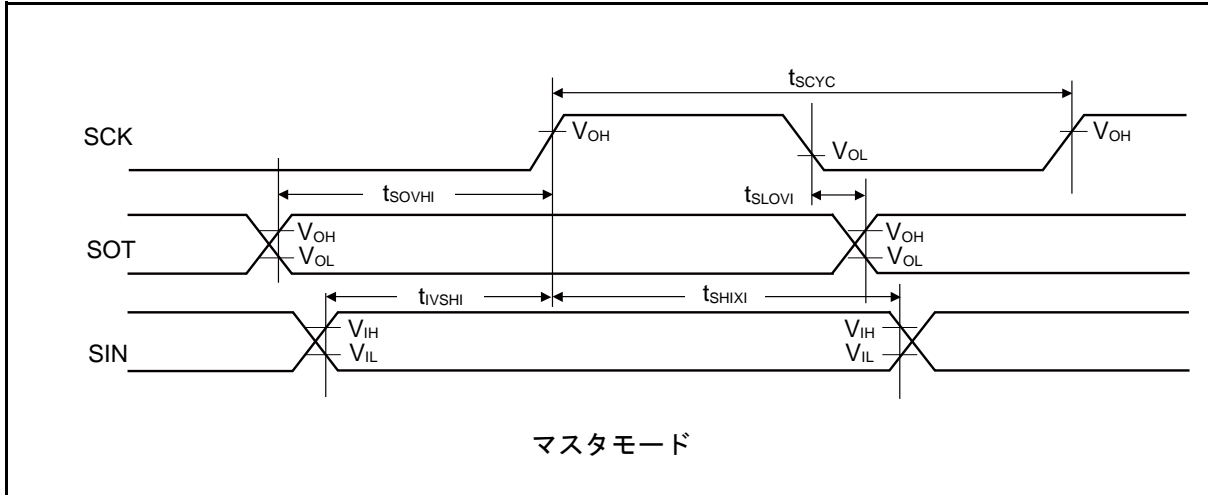 tSCYC
SCK VOH VOL VOH
tSOVHI tSLOVI
SOT VOH VOL VOH VOL
tIVSHI tSHIXI
SIN VIH VIL VIH VIL
マスタモード